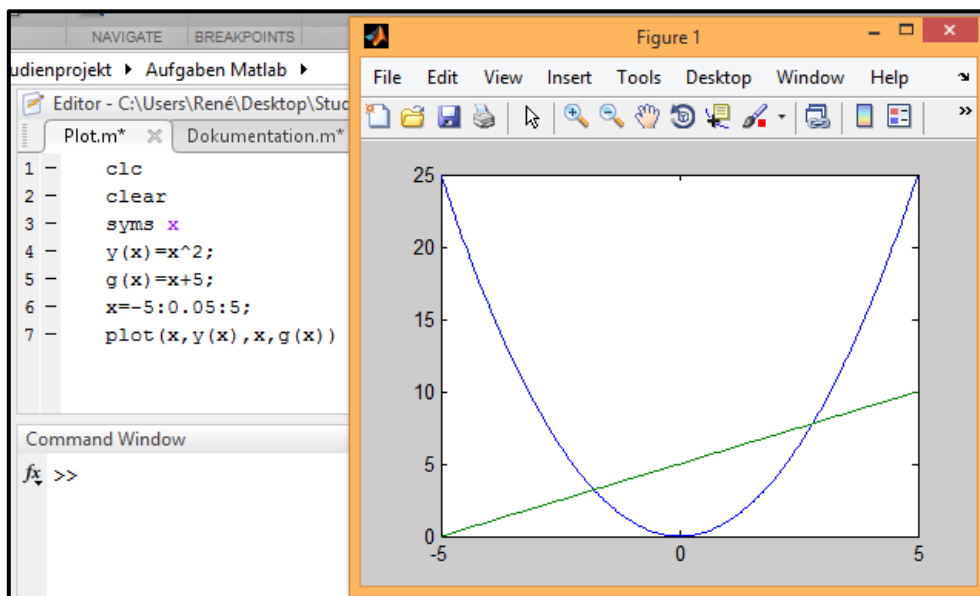 NAVIGATE BREAKPOINTS
udienprojekt Aufgaben Matlab
Editor - C:\Users\René\Desktop\Stud
Plot.m* Dokumentation.m*
1 clc
2 clear
3 syms x
4 y(x)=x^2;
5 g(x)=x+5;
6 x=-5:0.05:5;
7 plot(x,y(x),x,g(x))
Command Window
fx >>
Figure 1
File Edit View Insert Tools Desktop Window Help
25
20
15
10
5
0
-5 0 5